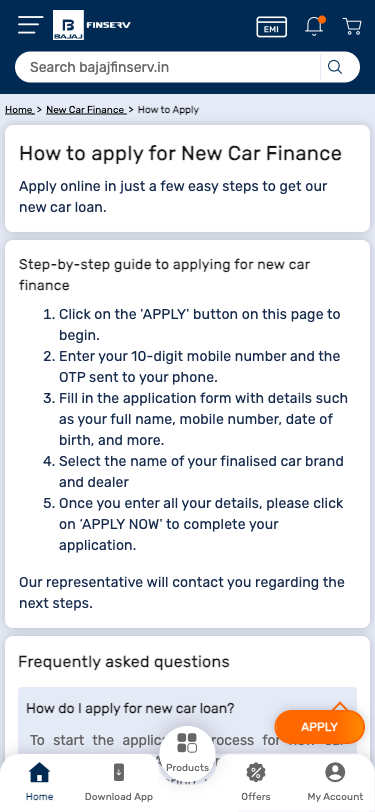 BAJAJ FINSERV
EMI
Search bajajfinserv.in
Home > New Car Finance > How to Apply
How to apply for New Car Finance
Apply online in just a few easy steps to get our
new car loan.
Step-by-step guide to applying for new car
finance
1. Click on the 'APPLY' button on this page to
begin.
2. Enter your 10-digit mobile number and the
OTP sent to your phone.
3. Fill in the application form with details such
as your full name, mobile number, date of
birth, and more.
4. Select the name of your finalised car brand
and dealer
5. Once you enter all your details, please click
on ‘APPLY NOW’ to complete your
application.
Our representative will contact you regarding the
next steps.
Frequently asked questions
How do I apply for new car loan?
APPLY
To start the
Products
Home
Download App
Offers
My Account